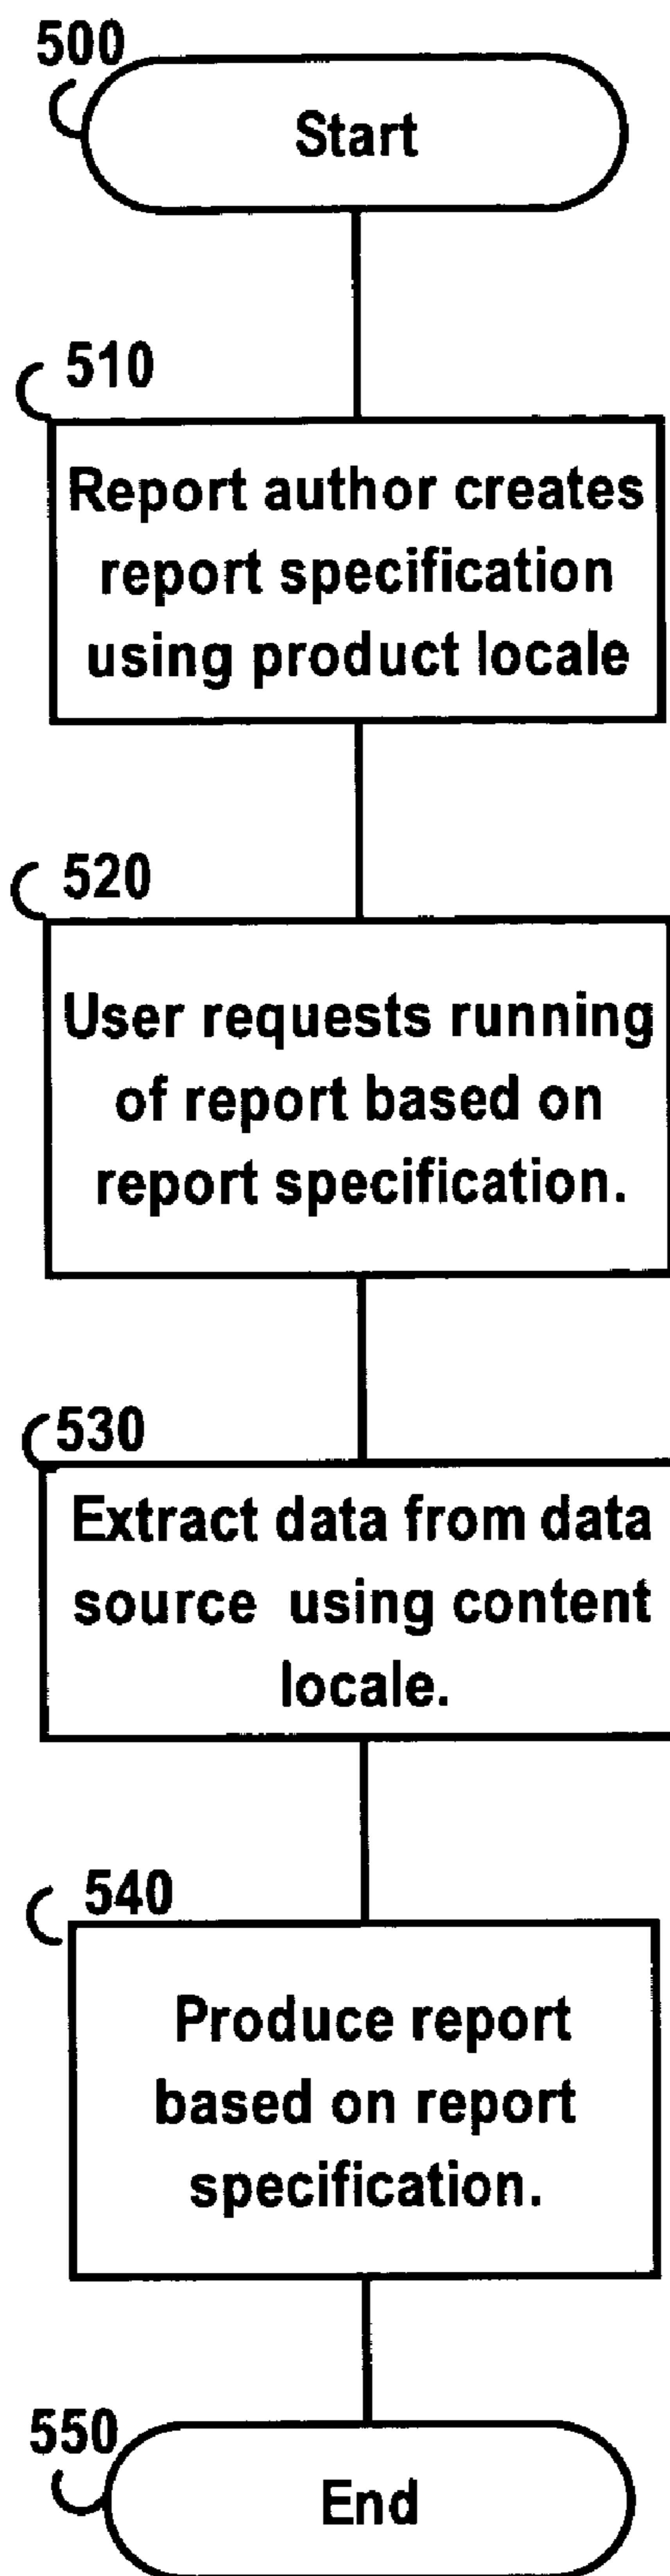 500
Start
510
Report author creates
report specification
using product locale
520
User requests running
of report based on
report specification.
530
Extract data from data
source using content
locale.
540
Produce report
based on report
specification.
550
End